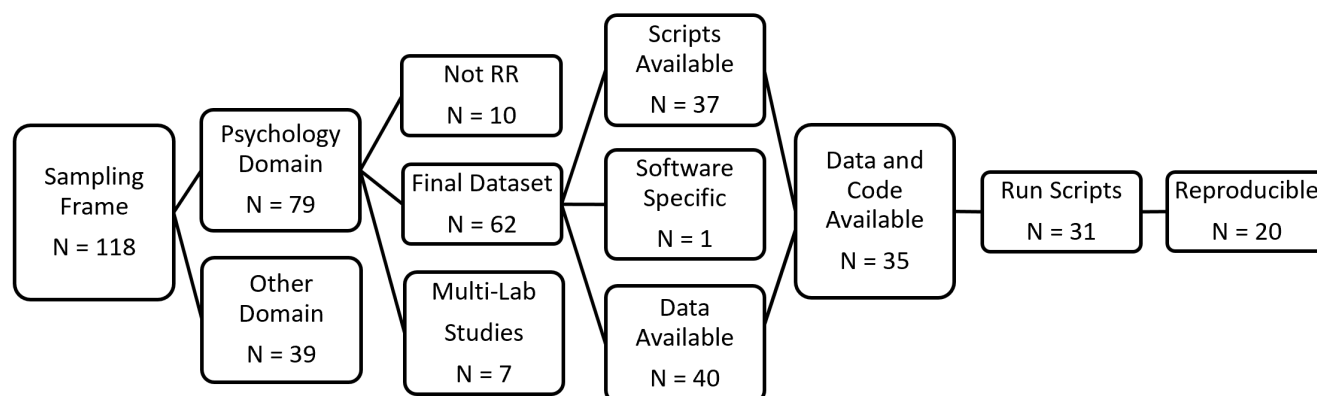 Sampling
Frame
N = 118
Psychology
Domain
N = 79
Other
Domain
N = 39
Not RR
N = 10
Final Dataset
N = 62
Multi-Lab
Studies
N = 7
Scripts
Available
N = 37
Software
Specific
N = 1
Data
Available
N = 40
Data and
Code
Available
N = 35
Run Scripts
N = 31
Reproducible
N = 20